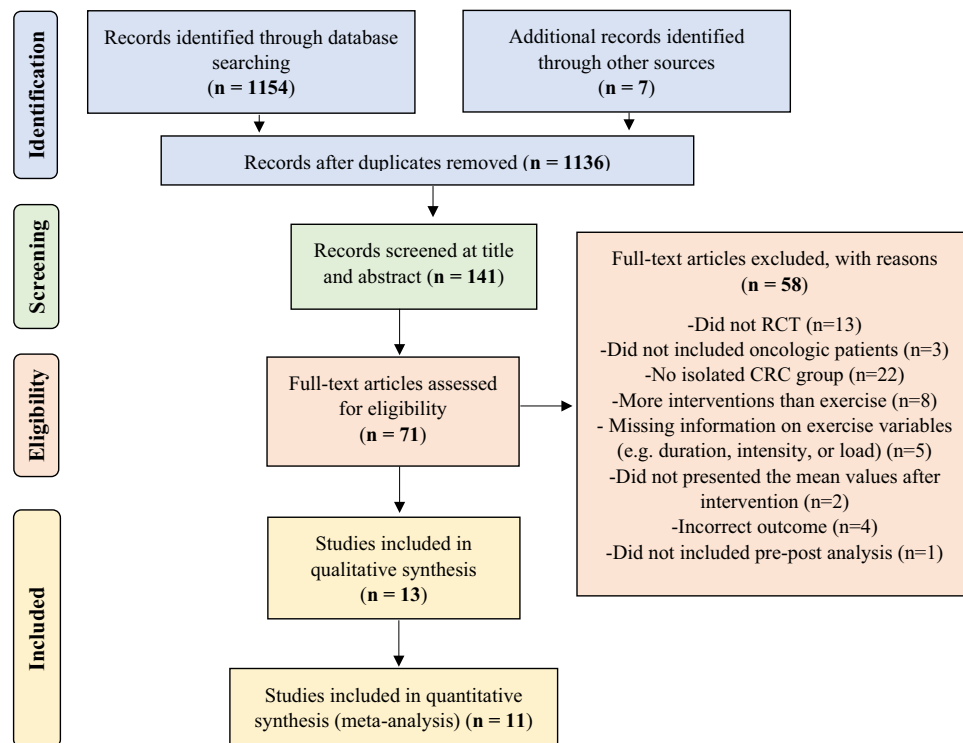 Identification
Records identified through database
searching
(n = 1154)
Additional records identified
through other sources
(n = 7)
Records after duplicates removed (n = 1136)
Screening
Records screened at title
and abstract (n = 141)
Full-text articles excluded, with reasons
(n = 58)
-Did not RCT (n=13)
-Did not included oncologic patients (n=3)
-No isolated CRC group (n=22)
-More interventions than exercise (n=8)
- Missing information on exercise variables
(e.g. duration, intensity, or load) (n=5)
-Did not presented the mean values after
intervention (n=2)
-Incorrect outcome (n=4)
-Did not included pre-post analysis (n=1)
Eligibility
Full-text articles assessed
for eligibility
(n = 71)
Included
Studies included in
qualitative synthesis
(n = 13)
Studies included in quantitative
synthesis (meta-analysis) (n = 11)